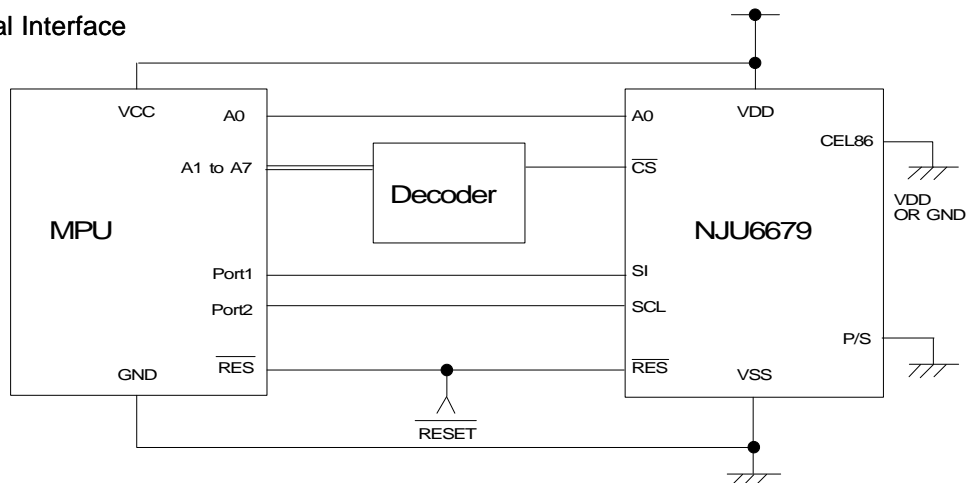 al Interface
VCC
A0
A1 to A7
MPU
Port1
Port2
RES
GND
Decoder
RESET
A0
VDD
CEL86
CS
VDD
OR GND
NJU6679
SI
SCL
P/S
RES
VSS